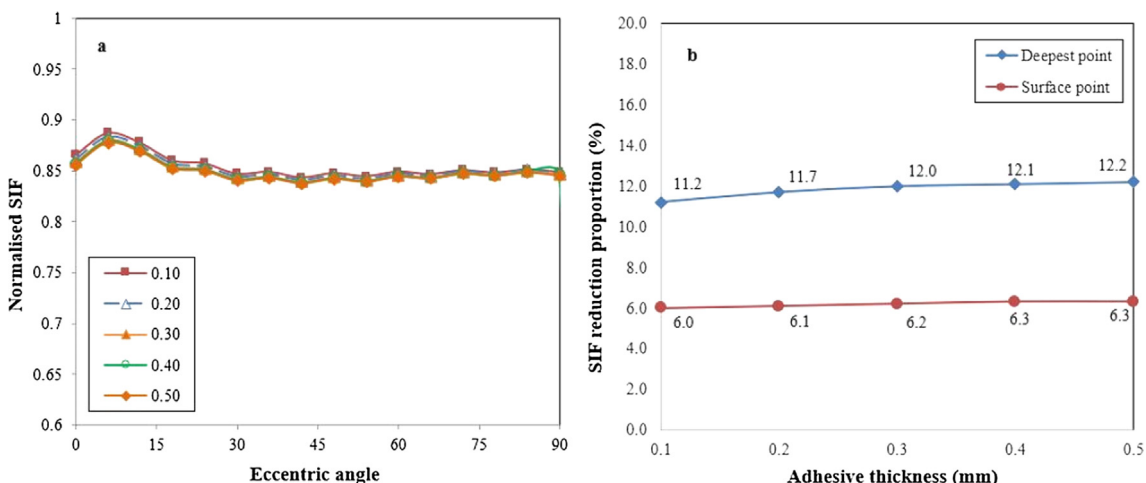 a
1
0.95
0.9
0.85
0.8
0.75
0.7
0.65
0.6
Normalised SIF
0.10
0.20
0.30
0.40
0.50
0 15 30 45 60 75 90
Eccentric angle
b
20.0
18.0
16.0
14.0
12.0
10.0
8.0
6.0
4.0
2.0
0.0
SIF reduction proportion (%)
Deepest point
Surface point
11.2 11.7 12.0 12.1 12.2
6.0 6.1 6.2 6.3 6.3
0.1 0.2 0.3 0.4 0.5
Adhesive thickness (mm)